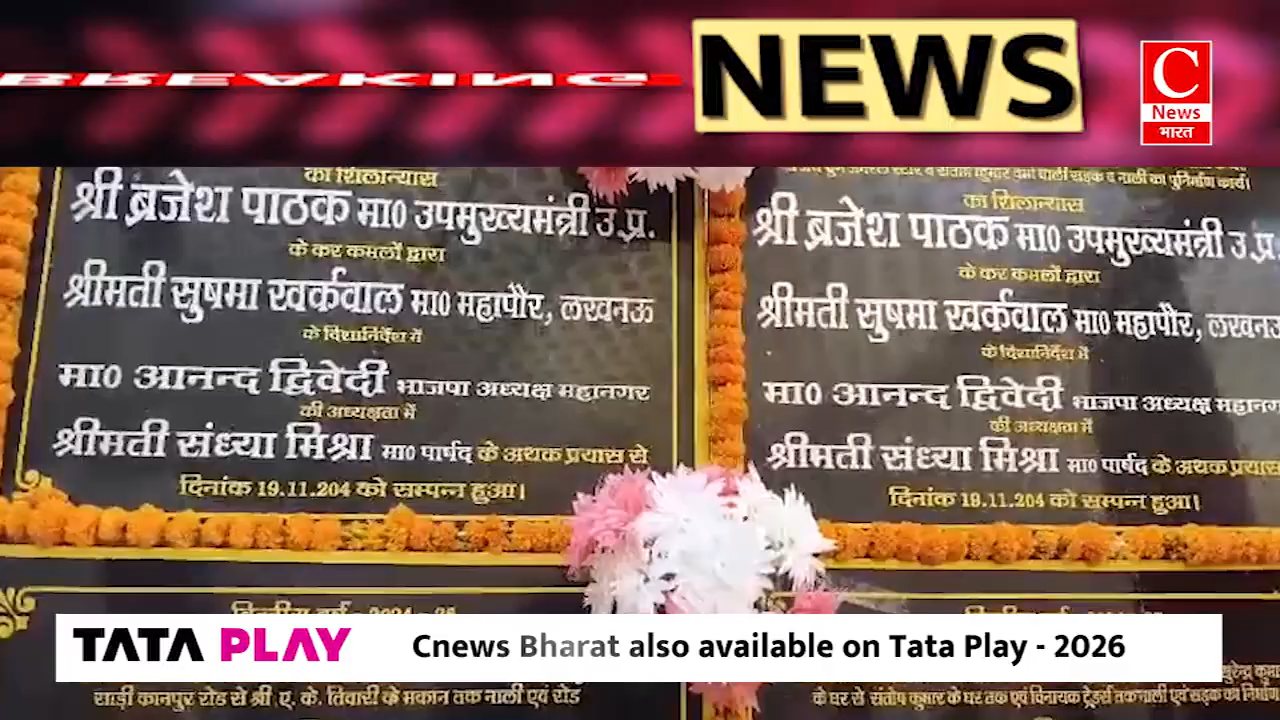 BREAKING
NEWS
C
News
भारत
का शिलान्यास
श्री ब्रजेश पाठक मा0 उपमुख्यमंत्री उ.प्र.
के कर कमलों द्वारा
श्रीमती सुषमा खर्कवाल मा0 महापौर, लखनऊ
के दिशानिर्देश में
मा0 आनन्द द्विवेदी भाजपा अध्यक्ष महानगर
की अध्यक्षता में
श्रीमती संध्या मिश्रा मा0 पार्षद के अथक प्रयास से
दिनांक 19.11.204 को सम्पन्न हुआ।
वर्मा वाली सड़क व नाली का पुनिर्माण कार्य।
का शिलान्यास
श्री ब्रजेश पाठक मा0 उपमुख्यमंत्री उ.प्र.
के कर कमलों द्वारा
श्रीमती सुषमा खर्कवाल मा0 महापौर, लखनऊ
के दिशानिर्देश में
मा0 आनन्द द्विवेदी भाजपा अध्यक्ष
की अध्यक्षता में
श्रीमती संध्या मिश्रा मा0 पार्षद के अथक प्रयास
दिनांक 19.11.204 को सम्पन्न हुआ।
TATA PLAY
Cnews Bharat also available on Tata Play - 2026
साड़ी कानपुर रोड से श्री ए. के. तिवारी के मकान तक नाली एवं रोड
के घर से संतोष कुमार के घर तक एवं विनायक ट्रेडर्स तक नाली एवं सड़क का निर्माण